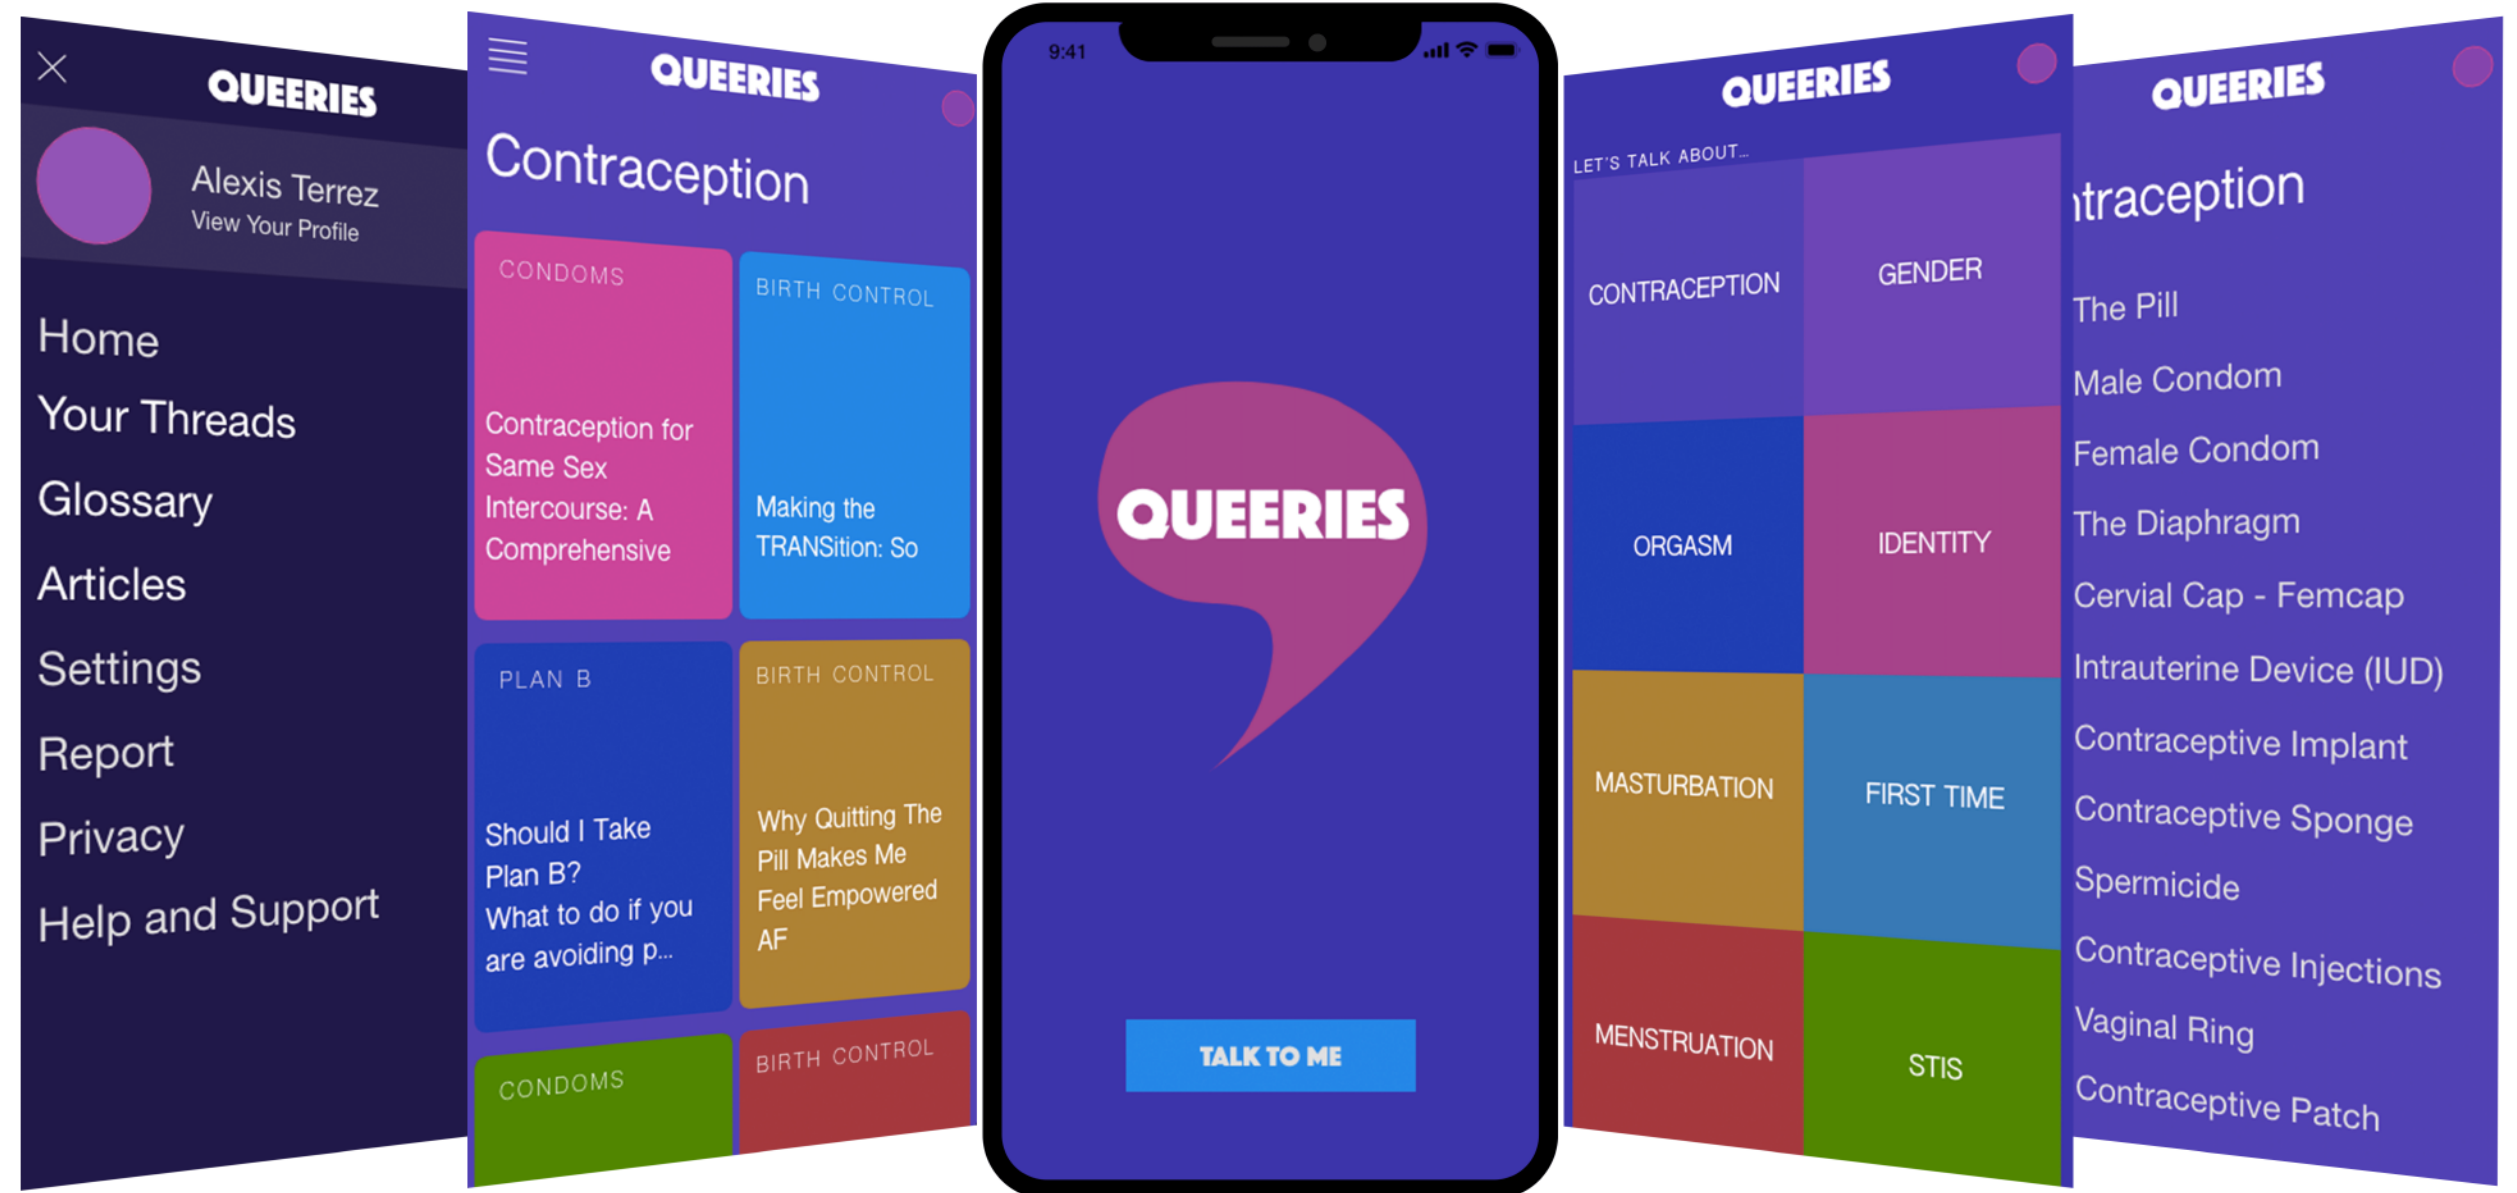 QUEERIES
Alexis Terrez
View Your Profile
Home
Your Threads
Glossary
Articles
Settings
Report
Privacy
Help and Support
QUEERIES
Contraception
CONDOMS
Contraception for
Same Sex
Intercourse: A
Comprehensive
BIRTH CONTROL
Making the
TRANSition: So
PLAN B
Should I Take
Plan B?
What to do if you
are avoiding p...
BIRTH CONTROL
Why Quitting The
Pill Makes Me
Feel Empowered
AF
CONDOMS
BIRTH CONTROL
9:41
QUEERIES
TALK TO ME
QUEERIES
LET'S TALK ABOUT...
CONTRACEPTION
GENDER
ORGASM
IDENTITY
MASTURBATION
FIRST TIME
MENSTRUATION
STIS
QUEERIES
ntraception
The Pill
Male Condom
Female Condom
The Diaphragm
Cervial Cap - Femcap
Intrauterine Device (IUD)
Contraceptive Implant
Contraceptive Sponge
Spermicide
Contraceptive Injections
Vaginal Ring
Contraceptive Patch